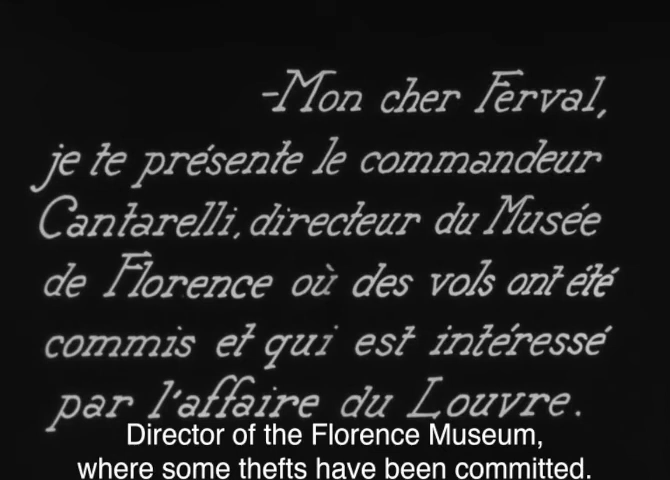 -Mon cher Ferval,
je te présente le commandeur
Cantarelli, directeur du Musée
de Florence où des vols ont été
commis et qui est intéressé
par l'affaire du Louvre.
Director of the Florence Museum,
where some thefts have been committed.